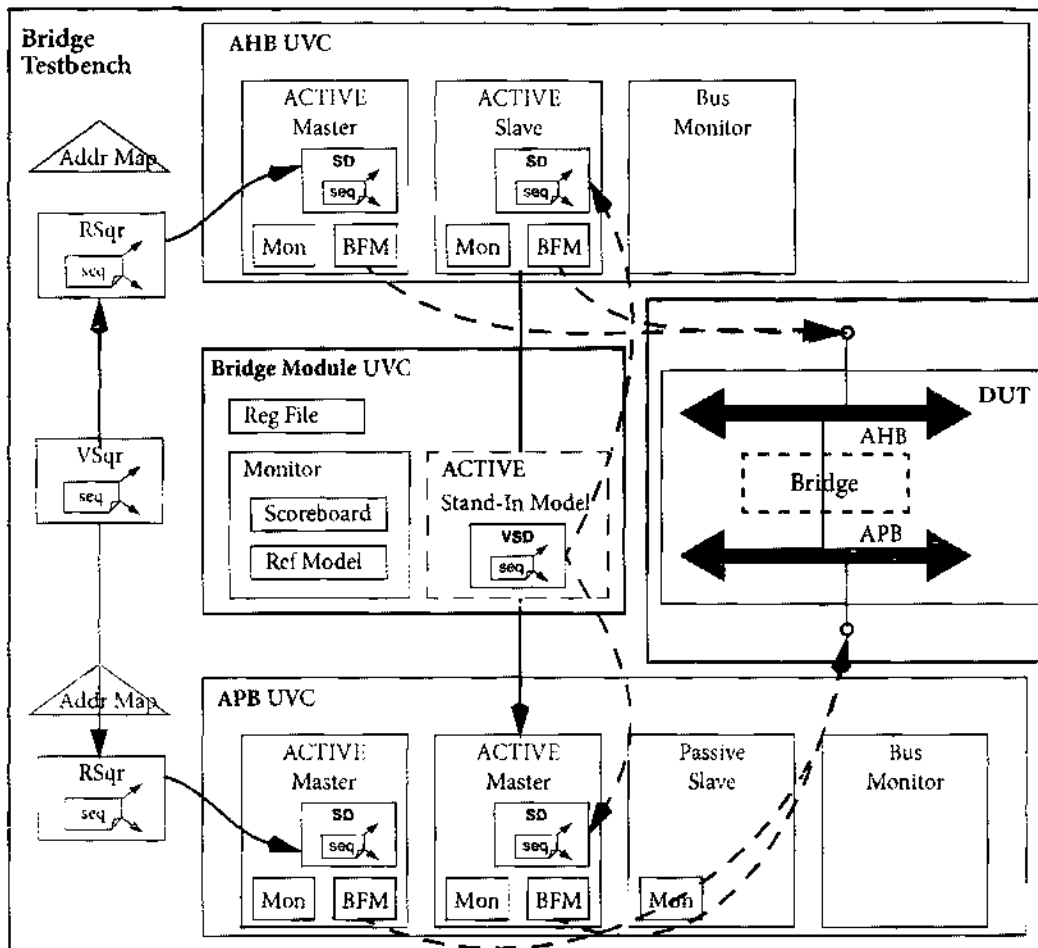 Bridge
Testbench
AHB UVC
ACTIVE
Master
SD
seq
Mon
BFM
ACTIVE
Slave
SD
seq
Mon
BFM
Bus
Monitor
Addr Map
RSqr
seq
VSqr
seq
Bridge Module UVC
Reg File
Monitor
Scoreboard
Ref Model
ACTIVE
Stand-In Model
VSD
seq
DUT
AHB
Bridge
APB
Addr Map
RSqr
seq
APB UVC
ACTIVE
Master
SD
seq
Mon
BFM
ACTIVE
Master
SD
seq
Mon
BFM
Passive
Slave
Mon
Bus
Monitor